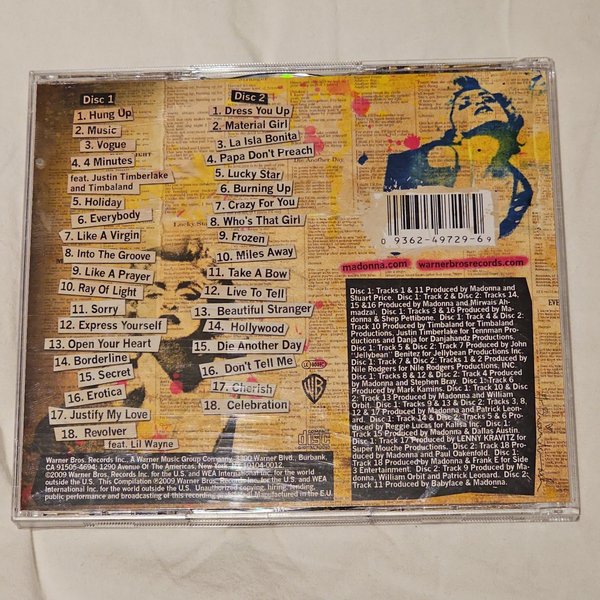 Disc 1
1. Hung Up
2. Music
3. Vogue
4. 4 Minutes
feat. Justin Timberlake
and Timbaland
5. Holiday
6. Everybody
7. Like A Virgin
8. Into The Groove
9. Like A Prayer
10. Ray Of Light
11. Sorry
12. Express Yourself
13. Open Your Heart
14. Borderline
15. Secret
16. Erotica
17. Justify My Love
18. Revolver
feat. Lil Wayne
Disc 2
1. Dress You Up
2. Material Girl
3. La Isla Bonita
4. Papa Don't Preach
5. Lucky Star
6. Burning Up
7. Crazy For You
8. Who's That Girl
9. Frozen
10. Miles Away
11. Take A Bow
12. Live To Tell
13. Beautiful Stranger
14. Hollywood
15. Die Another Day
16. Don't Tell Me
17. Cherish
18. Celebration
Die Another Day
Lucky Sta
0 9362-49729-6 9
madonna.com
warnerbrosrecords.com
Disc 1: Tracks 1 & 11 Produced by Madonna and
Stuart Price. Disc 1: Track 2 & Disc 2: Tracks 14,
15 &16 Produced by Madonna and Mirwais Ah-
madzai. Disc 1: Tracks 3 & 16 Produced by Ma-
donna & Shep Pettibone. Disc 1: Track 4 & Disc 2:
Track 10 Produced by Timbaland for Timbaland
Productions, Justin Timberlake for Tennman Pro-
ductions and Danja for Danjahandz Productions.
Disc 1: Track 5 & Disc 2: Track 7 Produced by John
"Jellybean" Benitez for Jellybean Productions Inc.
Disc 1: Track 7 & Disc 2: Tracks 1 & 2 Produced by
Nile Rodgers for Nile Rodgers Productions, INC.
Disc 1: Tracks 8 & 12 & Disc 2: Track 4 Produced
by Madonna and Stephen Bray. Disc 1: Track 6
Produced by Mark Kamins. Disc 1: Track 10 & Disc
2: Track 13 Produced by Madonna and William
Orbit. Disc 1: Tracks 9 & 13 & Disc 2: Tracks 3, 8,
12 & 17 Produced by Madonna and Patrick Leon-
ard. Disc 1: Track 14 & Disc 2: Tracks 5 & 6 Pro-
duced by Reggie Lucas for Kalisa Inc. Disc 1:
Track 15 Produced by Madonna & Dallas Austin.
Disc 1: Track 17 Produced by LENNY KRAVITZ for
Super Mouche Productions. Disc 2: Track 18 Pro-
duced by Madonna and Paul Oakenfold. Disc 1:
Track 18 Produced by Madonna & Frank E for Side
3 Entertainment. Disc 2: Track 9 Produced by Ma-
donna, William Orbit and Patrick Leonard. Disc 2:
Track 11 Produced by Babyface & Madonna.
WB
COMPACT
disc
Warner Bros. Records Inc., A Warner Music Group Company, 3300 Warner Blvd., Burbank,
CA 91505-4694; 1290 Avenue Of The Americas, New York, NY 10104-0012
©2009 Warner Bros. Records Inc. for the U.S. and WEA International Inc. for the world
outside the U.S. This Compilation ℗2009 Warner Bros. Records Inc. for the U.S. and WEA
International Inc. for the world outside the U.S. Unauthorized copying, hiring, lending,
public performance and broadcasting of this recording prohibited. Manufactured in the E.U.